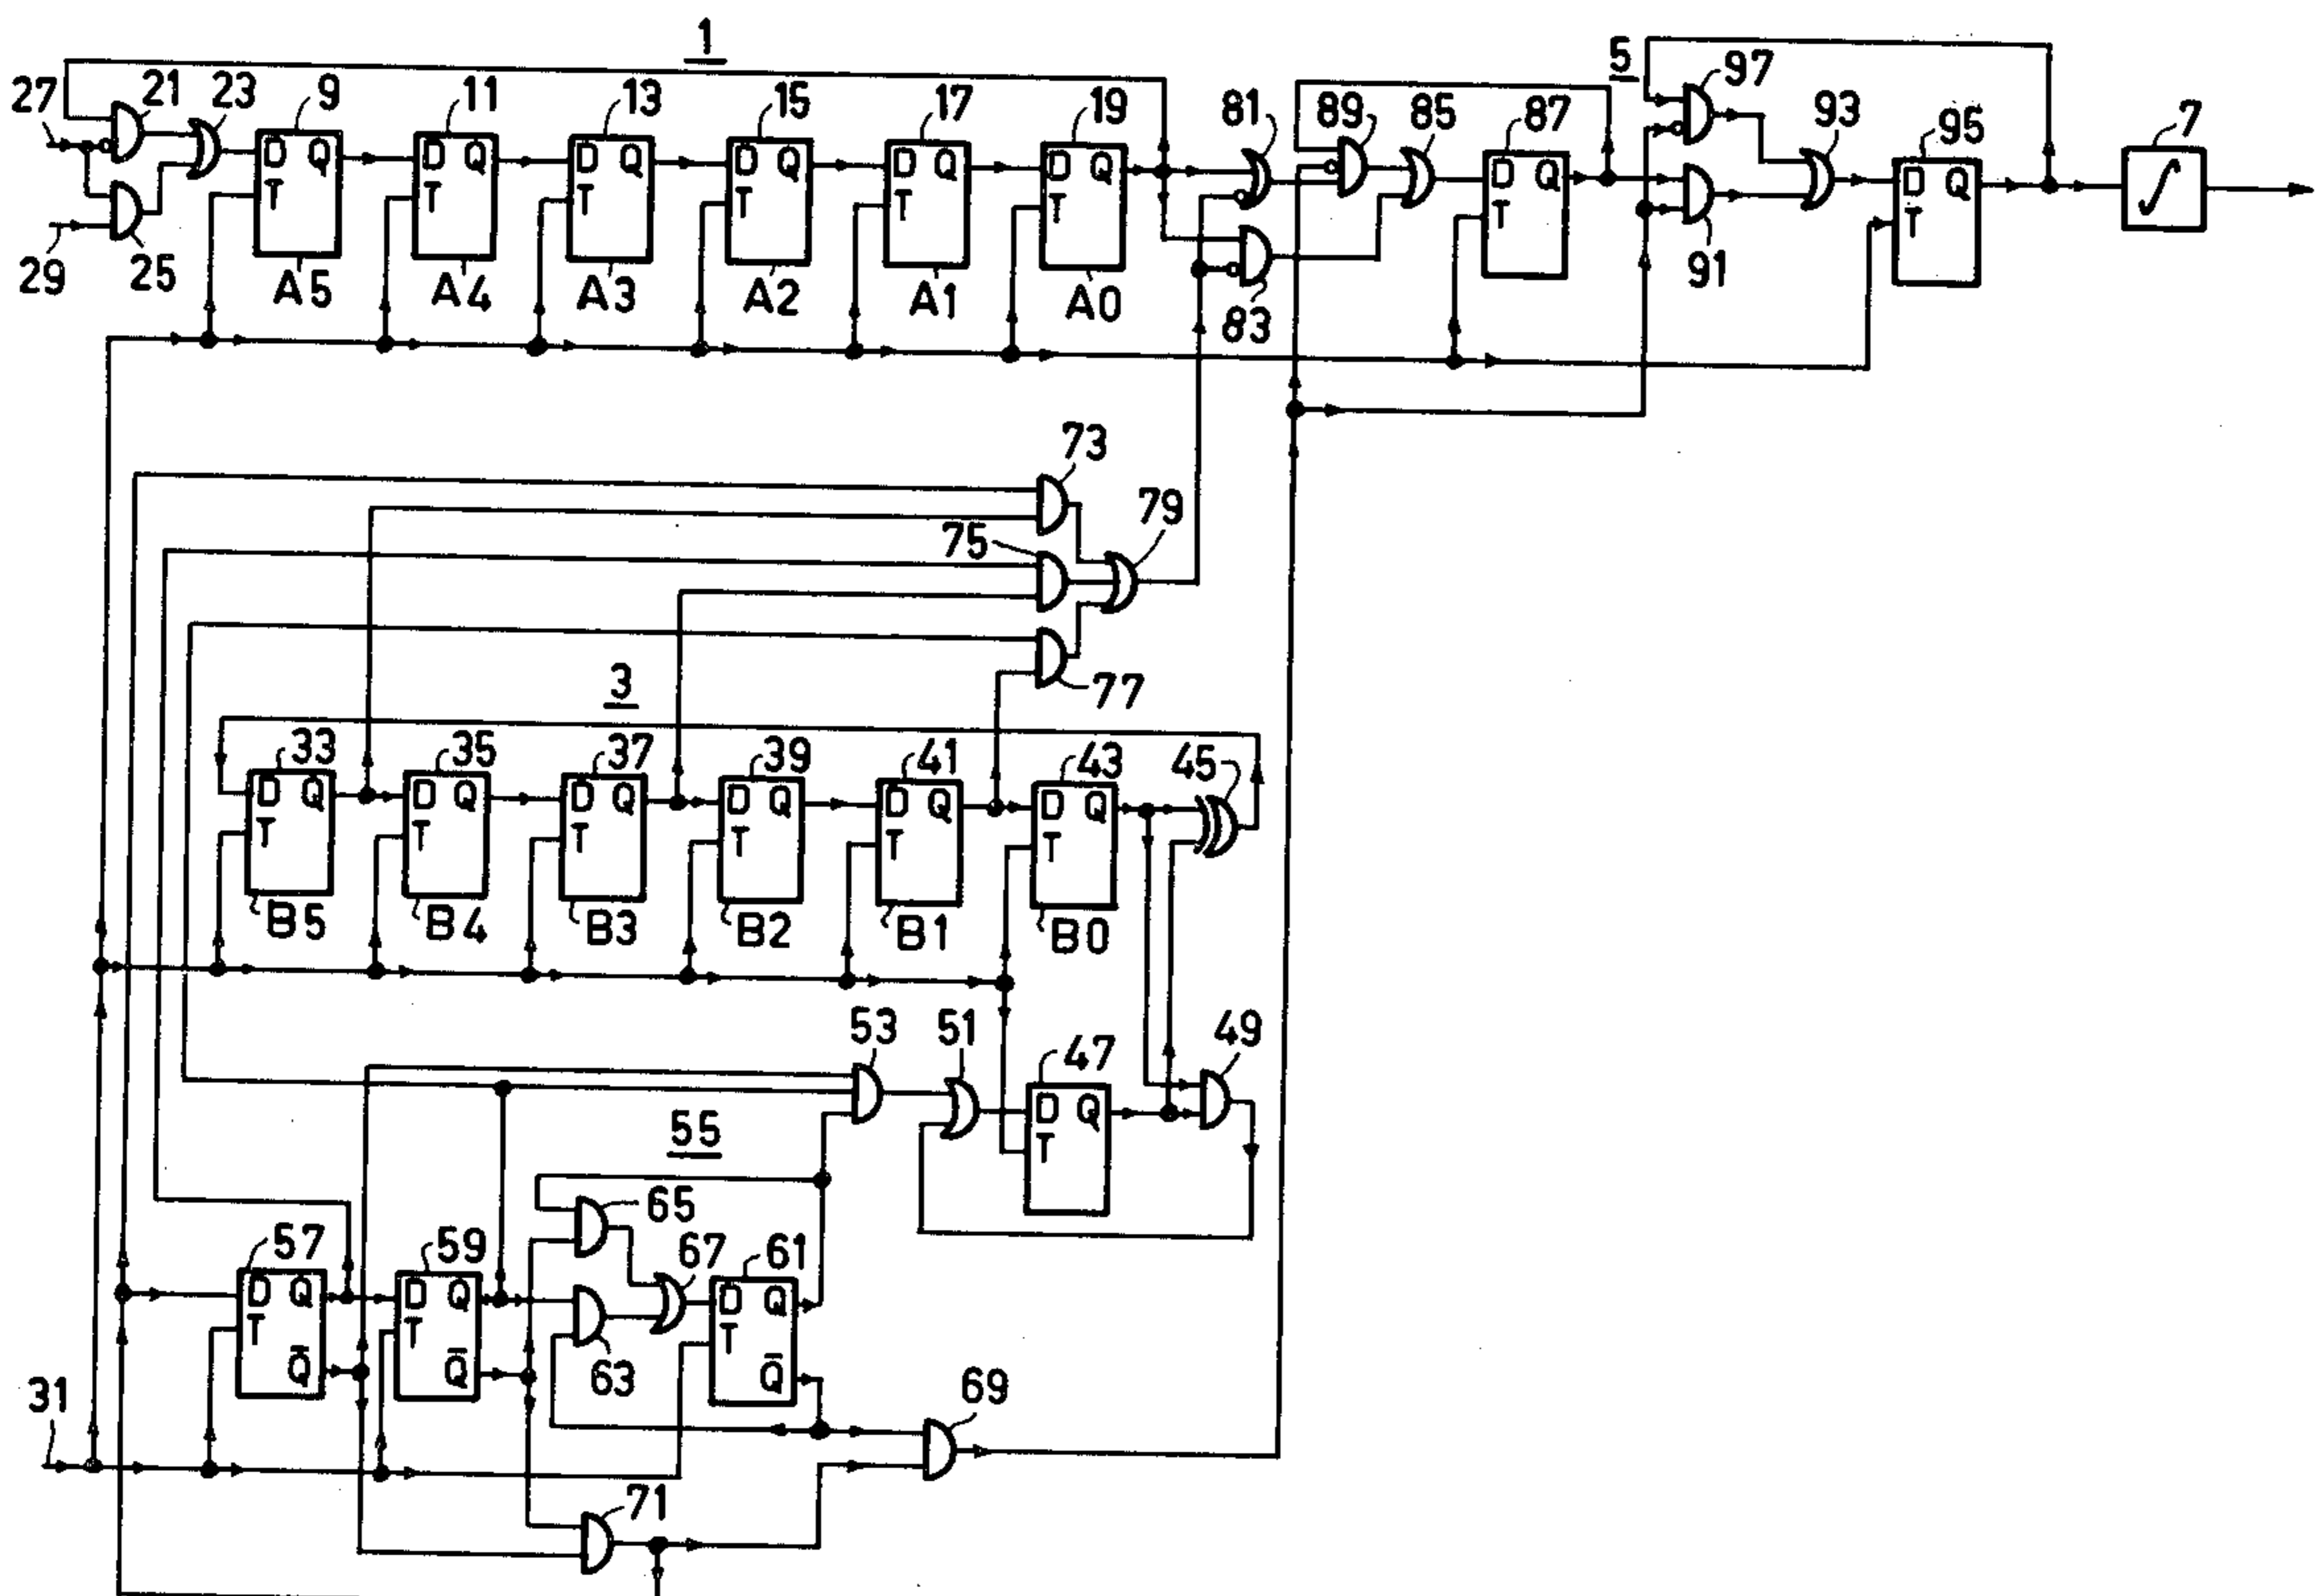 1
5
27
21
23
9
11
13
15
17
19
81
89
85
87
97
93
95
7
D Q
T
D Q
T
D Q
T
D Q
T
D Q
T
D Q
T
D Q
T
D Q
T
∫
29
25
A5
A4
A3
A2
A1
A0
83
91
73
75
79
77
3
33
35
37
39
41
43
45
D Q
T
D Q
T
D Q
T
D Q
T
D Q
T
D Q
T
B5
B4
B3
B2
B1
B0
53
51
47
49
D Q
T
55
65
57
59
67
61
D Q
T
Q̄
D Q
T
Q̄
D Q
T
Q̄
63
31
69
71